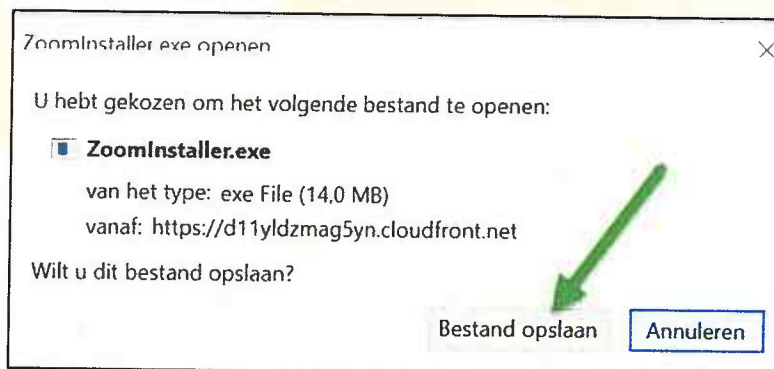 ZoomInstaller exe openen
U hebt gekozen om het volgende bestand te openen:
ZoomInstaller.exe
van het type: exe File (14,0 MB)
vanaf: https://d11yldzmag5yn.cloudfront.net
Wilt u dit bestand opslaan?
Bestand opslaan
Annuleren